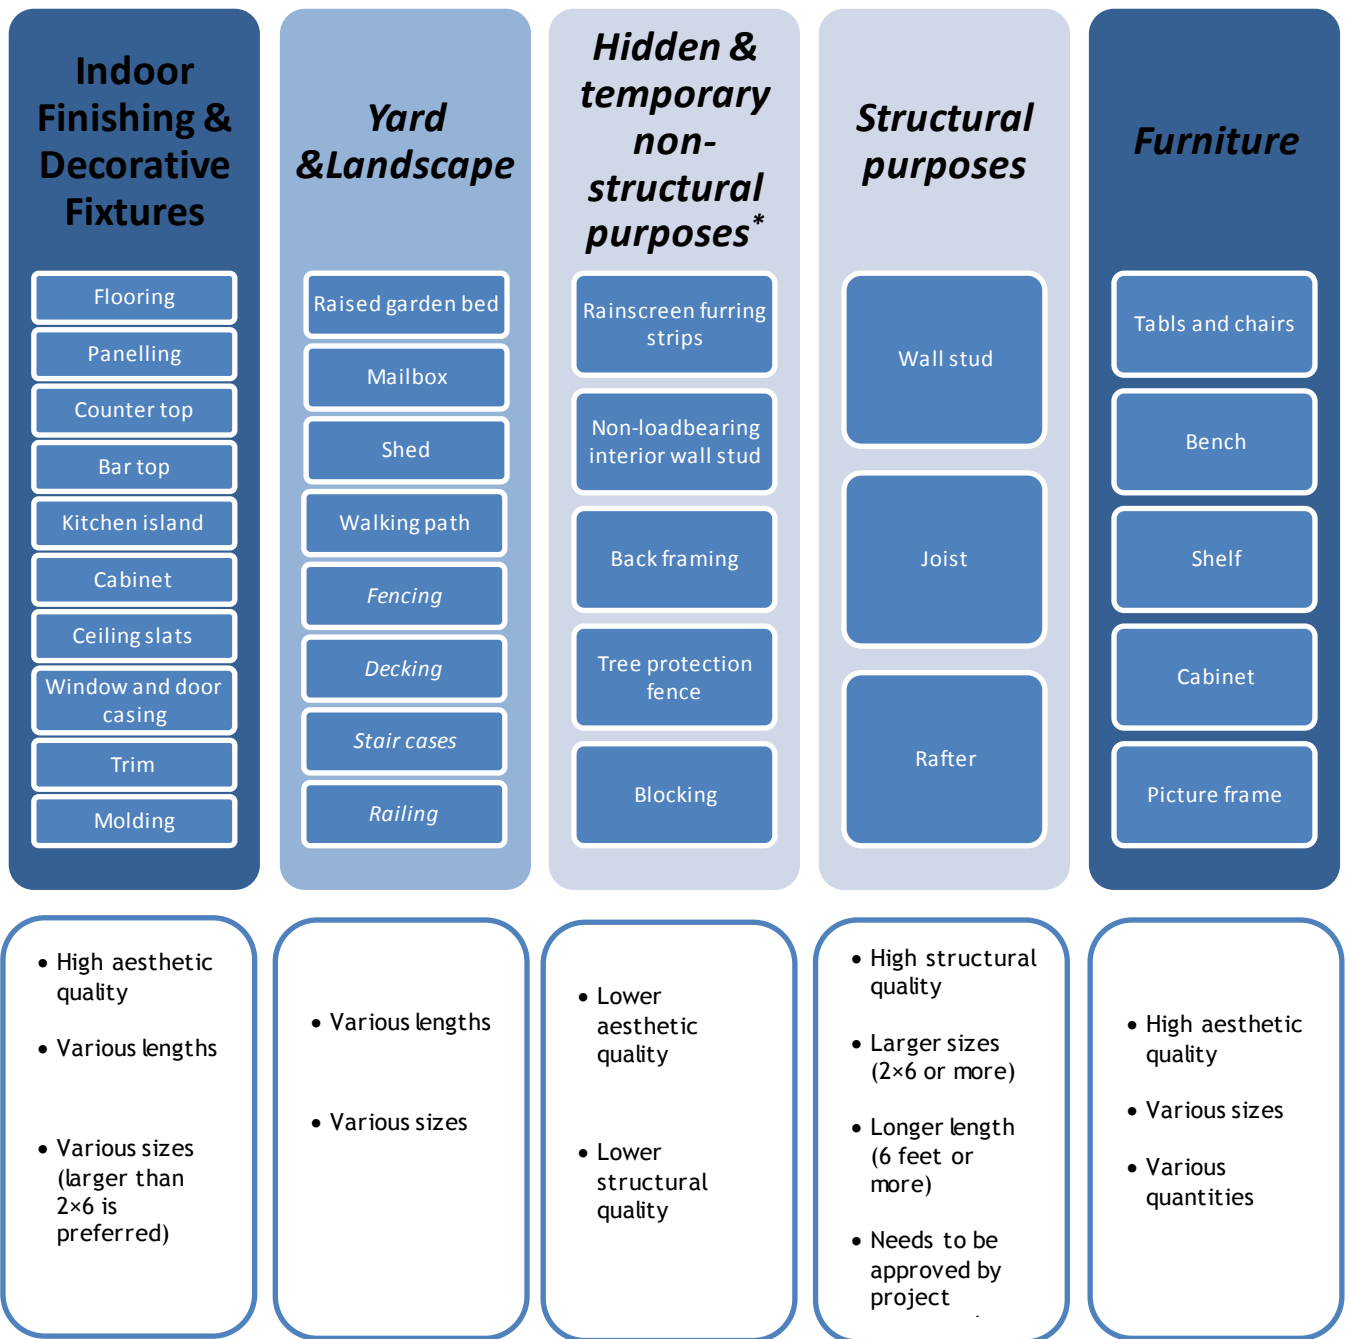 Indoor
Finishing &
Decorative
Fixtures
Flooring
Panelling
Counter top
Bar top
Kitchen island
Cabinet
Ceiling slats
Window and door
casing
Trim
Molding
Yard
&Landscape
Raised garden bed
Mailbox
Shed
Walking path
Fencing
Decking
Stair cases
Railing
Hidden &
temporary
non-
structural
purposes*
Rainscreen furring
strips
Non-loadbearing
interior wall stud
Back framing
Tree protection
fence
Blocking
Structural
purposes
Wall stud
Joist
Rafter
Furniture
Tabls and chairs
Bench
Shelf
Cabinet
Picture frame
• High aesthetic
quality
• Various lengths
• Various sizes
(larger than
2×6 is
preferred)
• Various lengths
• Various sizes
• Lower
aesthetic
quality
• Lower
structural
quality
• High structural
quality
• Larger sizes
(2×6 or more)
• Longer length
(6 feet or
more)
• Needs to be
approved by
project
• High aesthetic
quality
• Various sizes
• Various
quantities